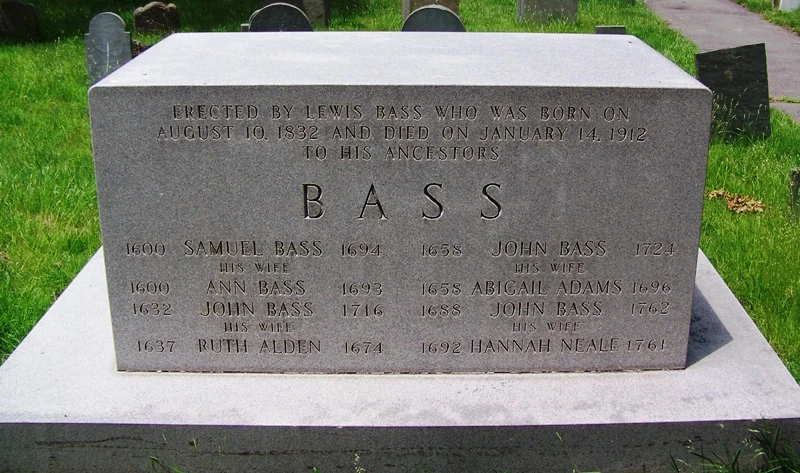 ERECTED BY LEWIS BASS WHO WAS BORN ON
AUGUST 10, 1832 AND DIED ON JANUARY 14, 1912
TO HIS ANCESTORS
BASS
1600 SAMUEL BASS 1694
HIS WIFE
1600 ANN BASS 1693
1632 JOHN BASS 1716
HIS WIFE
1637 RUTH ALDEN 1674
1658 JOHN BASS 1724
HIS WIFE
1658 ABIGAIL ADAMS 1696
1688 JOHN BASS 1762
HIS WIFE
1692 HANNAH NEALE 1761